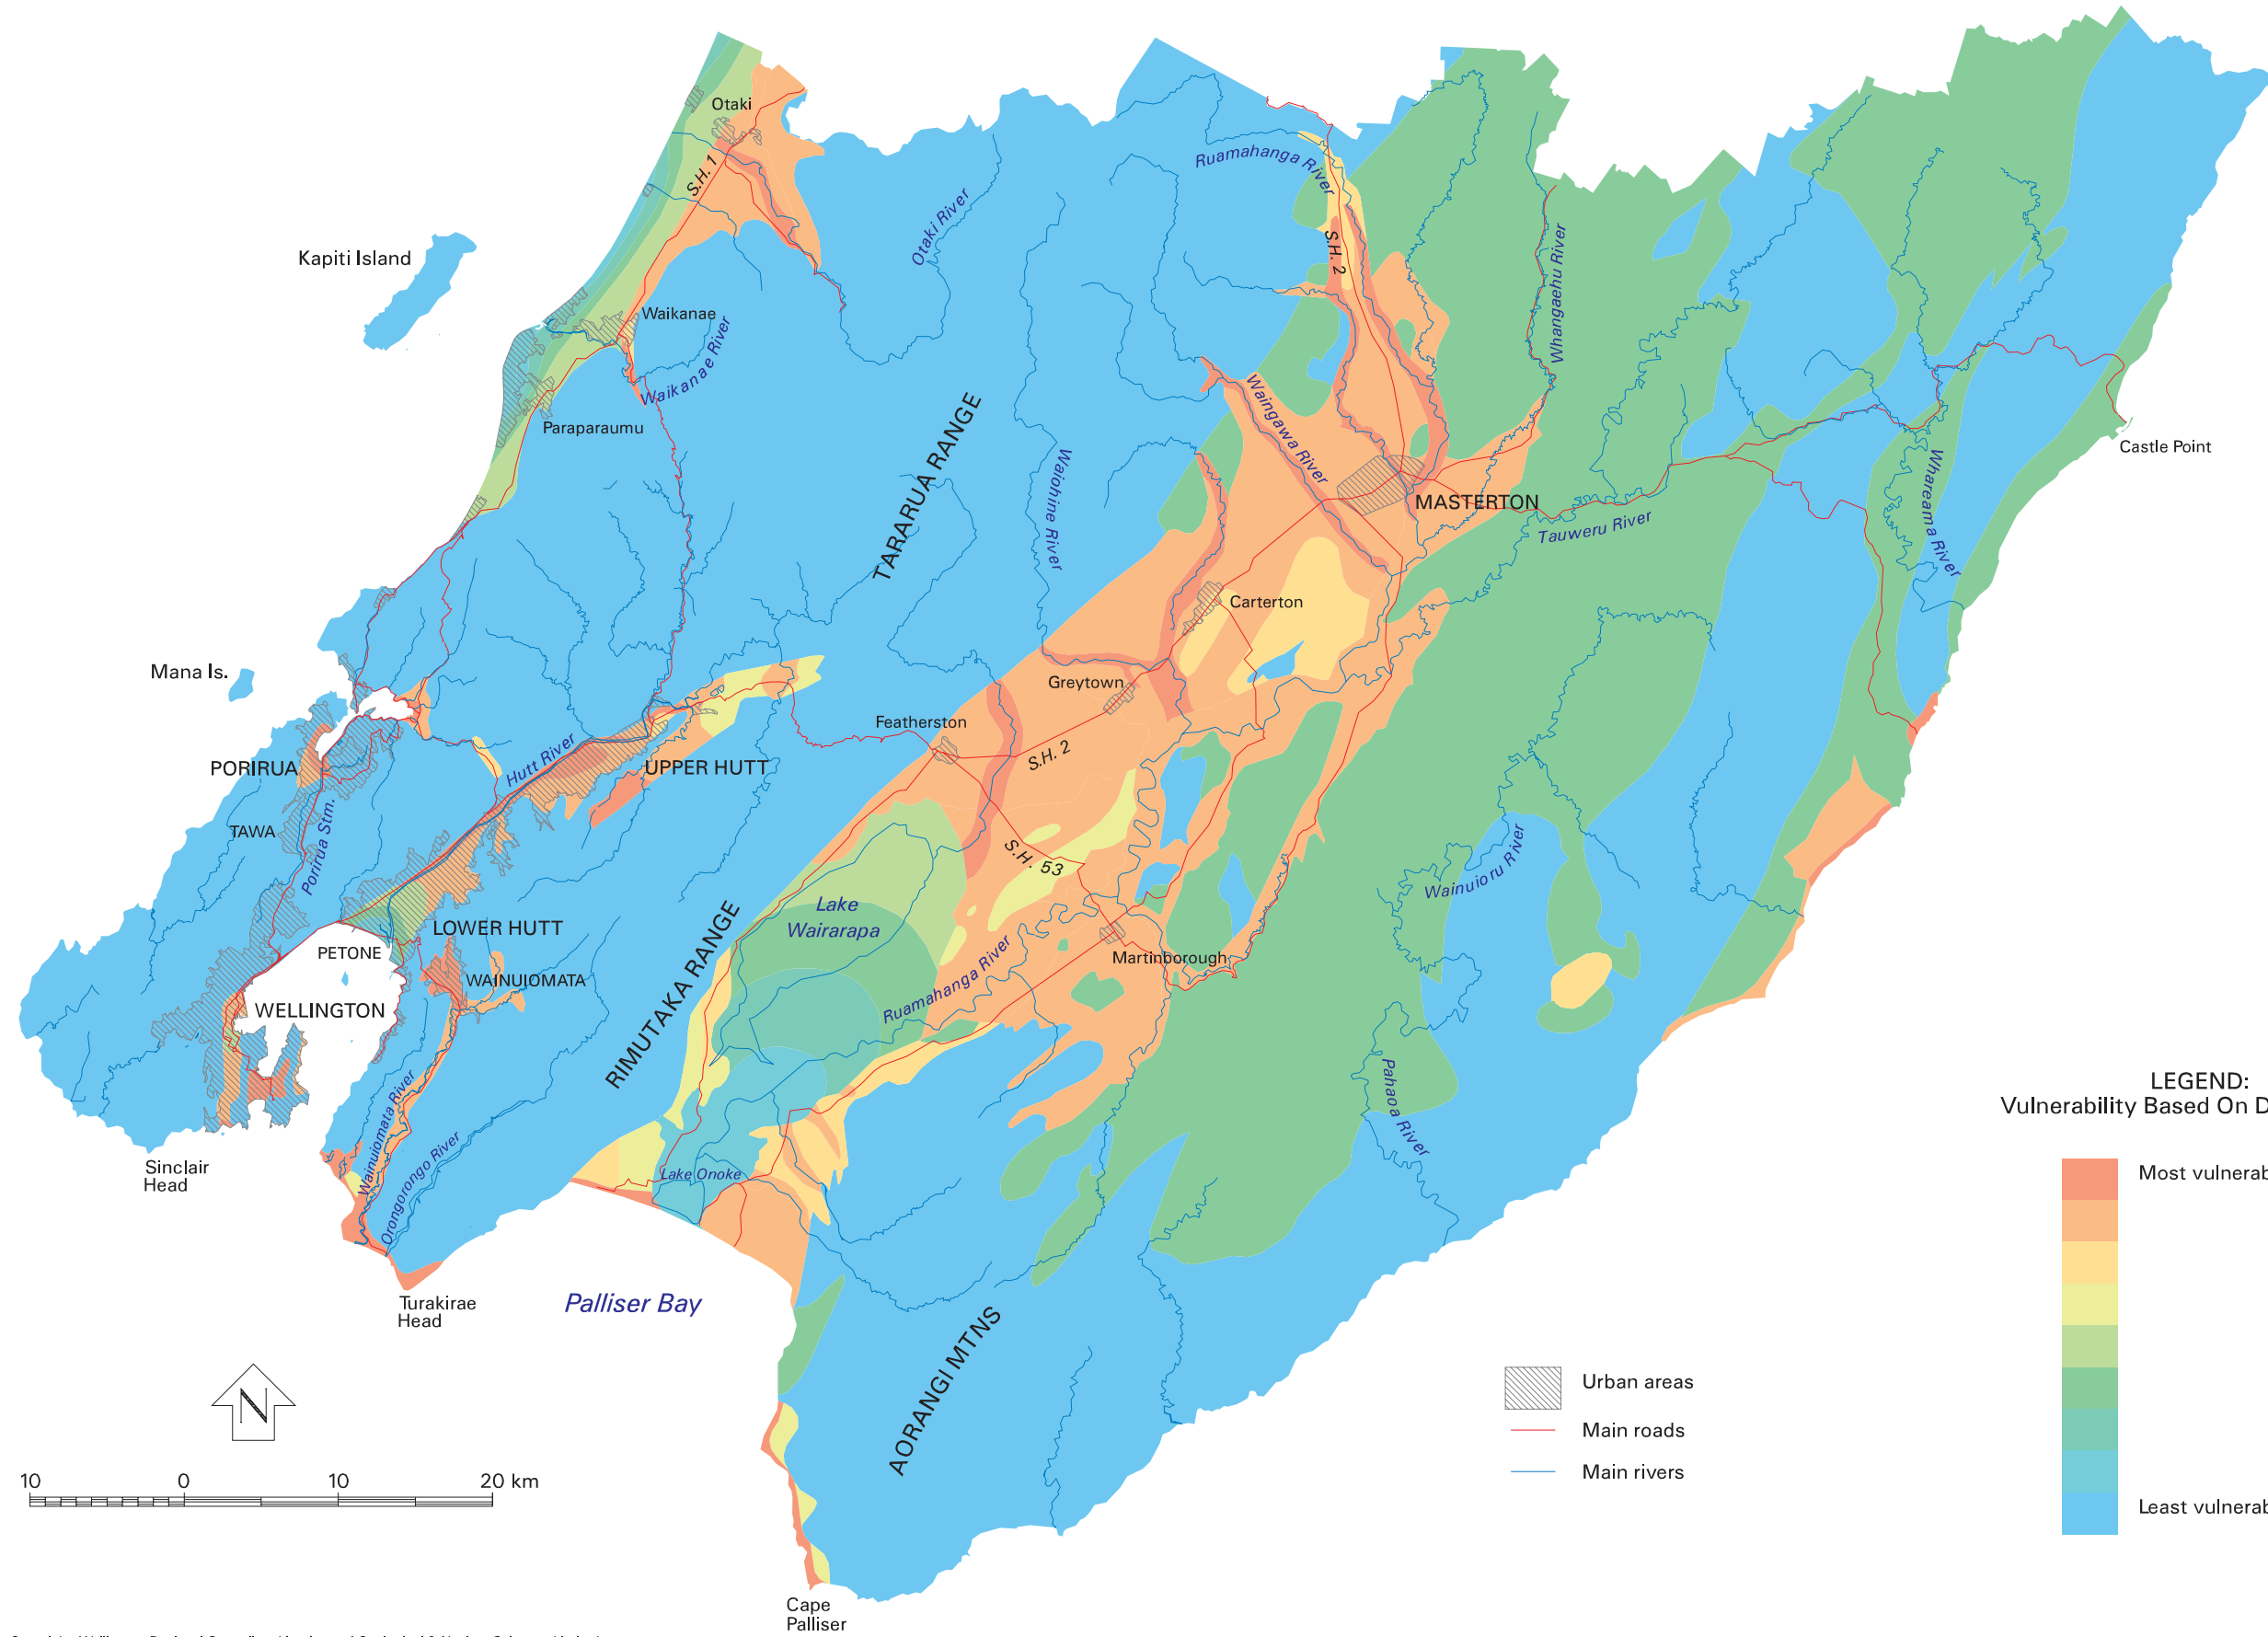 Otaki
S.H. 1
Ruamahanga River
S.H. 2
Otaki River
Kapiti Island
Whangaehu River
Waikanae
Waikanae River
Paraparaumu
TARARUA RANGE
Waingawa River
Castle Point
Waiohine River
MASTERTON
Whareama River
Tauweru River
Carterton
Mana Is.
Greytown
Featherston
S.H. 2
Hutt River
PORIRUA
UPPER HUTT
TAWA
Porirua Stm.
S.H. 53
Wainuioru River
Lake
Wairarapa
LOWER HUTT
PETONE
Martinborough
WAINUIOMATA
RIMUTAKA RANGE
Ruamahanga River
WELLINGTON
Pahaoa River
Wainuiomata River
Orongorongo River
Sinclair
Head
Lake Onoke
Turakirae
Head
Palliser Bay
AORANGI MTNS
Cape
Palliser
N
10 0 10 20 km
Urban areas
Main roads
Main rivers
LEGEND:
Vulnerability Based On D
Most vulnerab
Least vulnerab